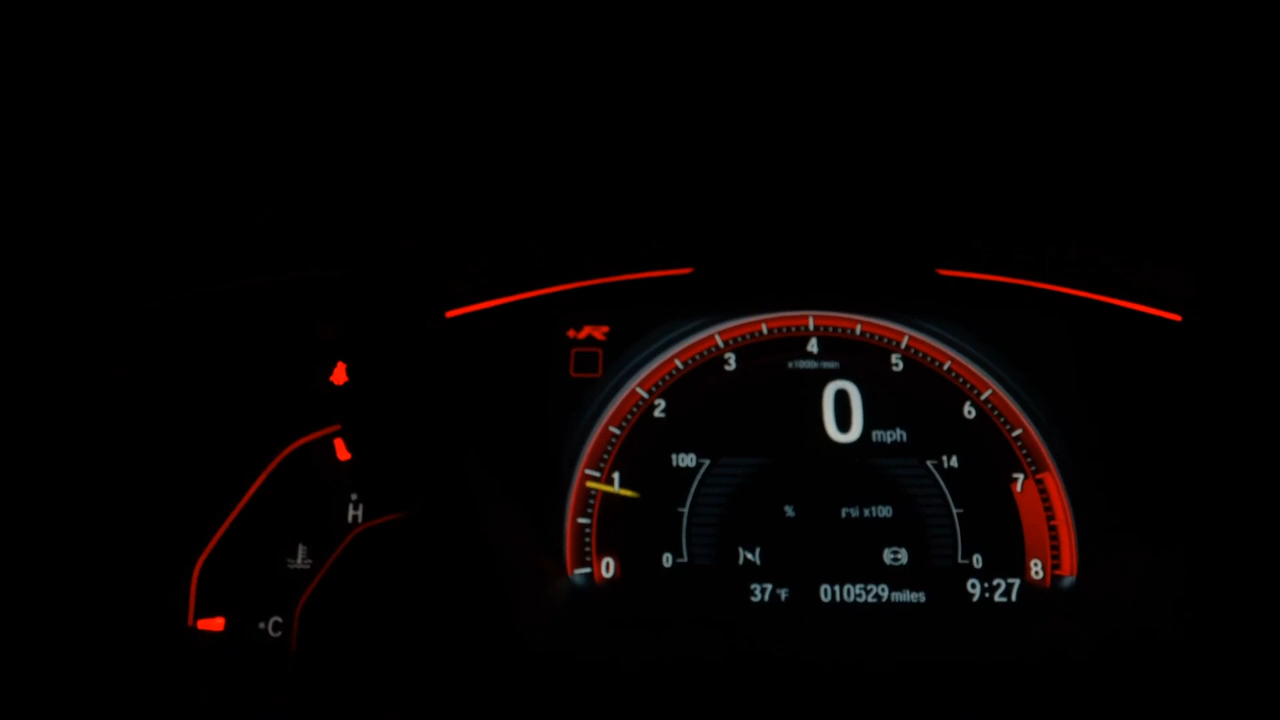 +R
3 4 5
x1000r/min
2 0 mph 6
100 14
1 7
% psi x100
H
0 0
0 8
37°F 010529 miles 9:27
C